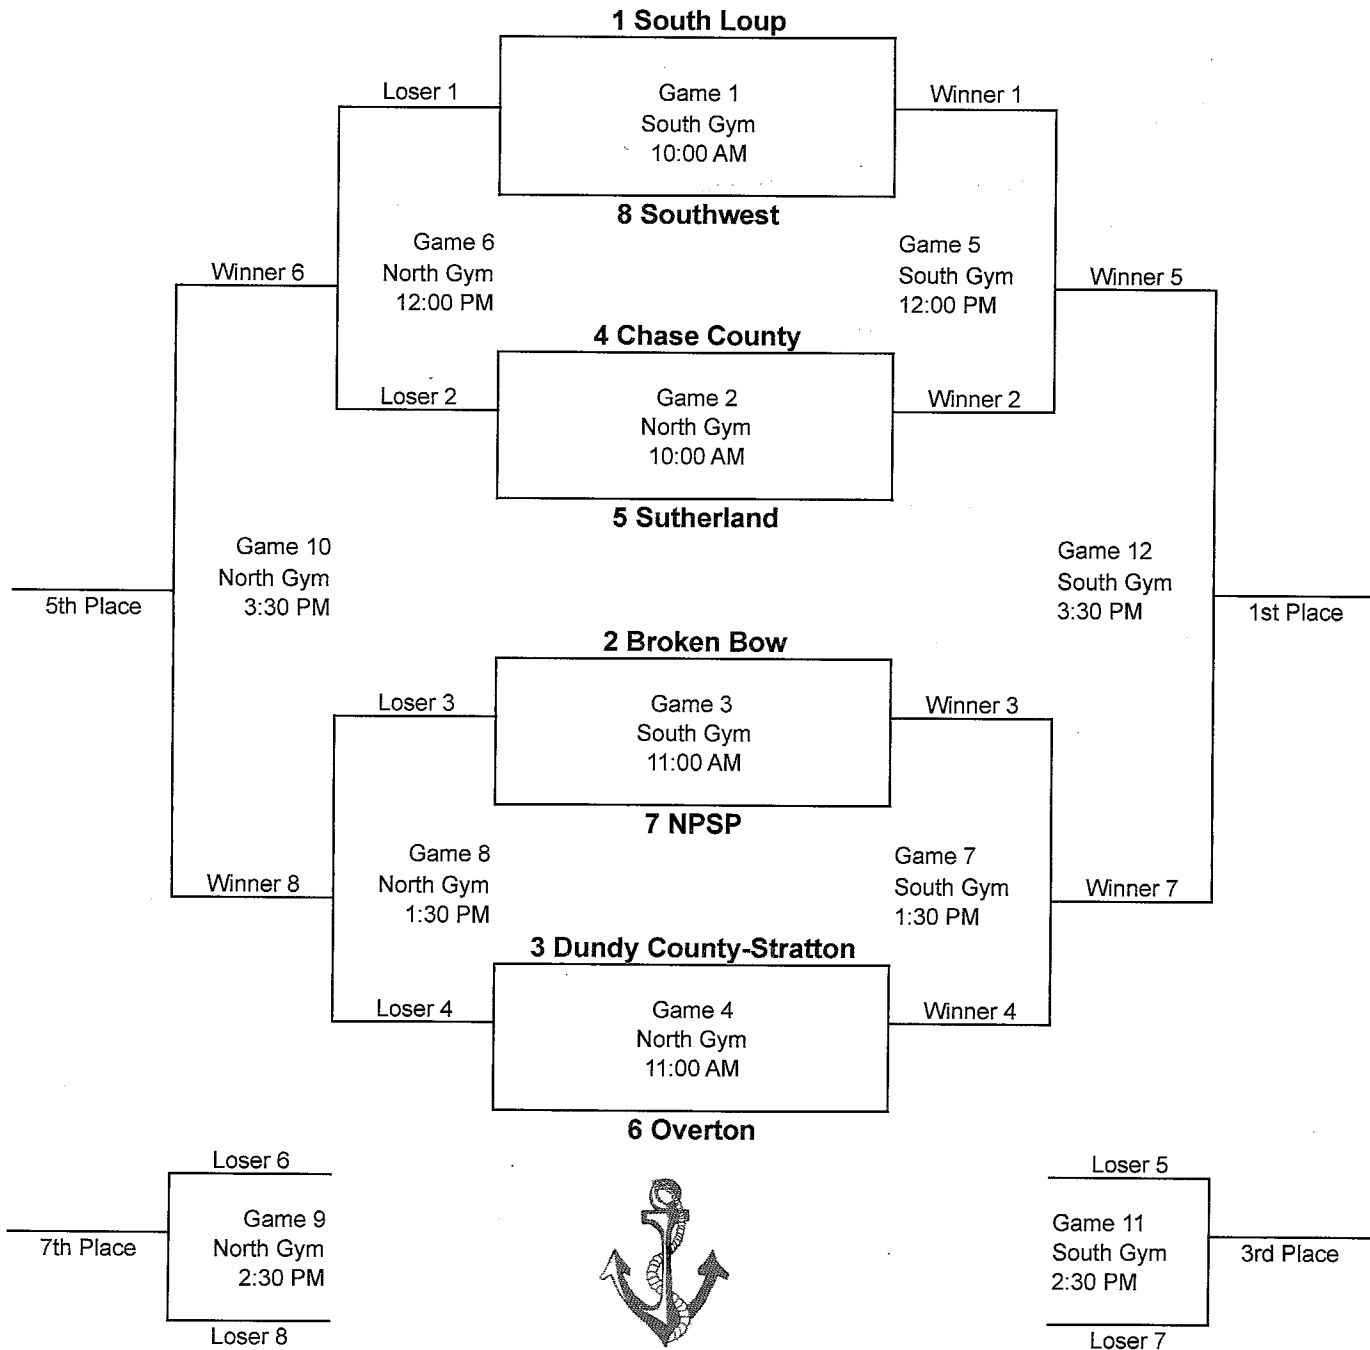 1 South Loup
Loser 1
Game 1
South Gym
10:00 AM
Winner 1
8 Southwest
Game 6
North Gym
12:00 PM
Game 5
South Gym
12:00 PM
Winner 6
Winner 5
4 Chase County
Loser 2
Game 2
North Gym
10:00 AM
Winner 2
5 Sutherland
Game 10
North Gym
3:30 PM
5th Place
Game 12
South Gym
3:30 PM
1st Place
2 Broken Bow
Loser 3
Game 3
South Gym
11:00 AM
Winner 3
7 NPSP
Game 8
North Gym
1:30 PM
Game 7
South Gym
1:30 PM
Winner 8
Winner 7
3 Dundy County-Stratton
Loser 4
Game 4
North Gym
11:00 AM
Winner 4
6 Overton
Loser 6
Game 9
North Gym
2:30 PM
7th Place
Loser 8
Loser 5
Game 11
South Gym
2:30 PM
3rd Place
Loser 7